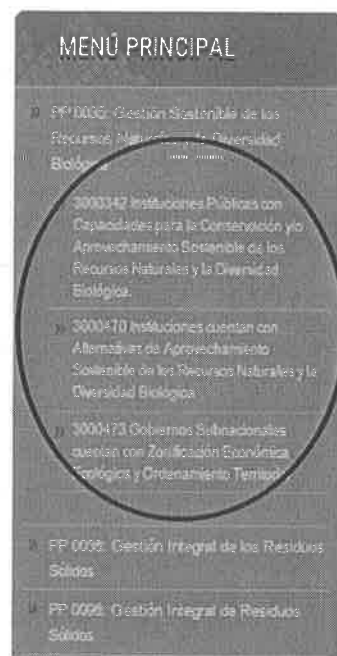 MENÚ PRINCIPAL
» PP 0035: Gestión Sostenible de los
Recursos Naturales y la Diversidad
Biológica
3000342 Instituciones Públicas con
Capacidades para la Conservación y/o
Aprovechamiento Sostenible de los
Recursos Naturales y la Diversidad
Biológica.
» 3000470 Instituciones cuentan con
Alternativas de Aprovechamiento
Sostenible de los Recursos Naturales y la
Diversidad Biológica
» 3000473 Gobiernos Subnacionales
cuentan con Zonificación Económica
Ecológica y Ordenamiento Territorial
» PP 0036: Gestión Integral de los Residuos
Sólidos
» PP 0096: Gestión Integral de Residuos
Sólidos